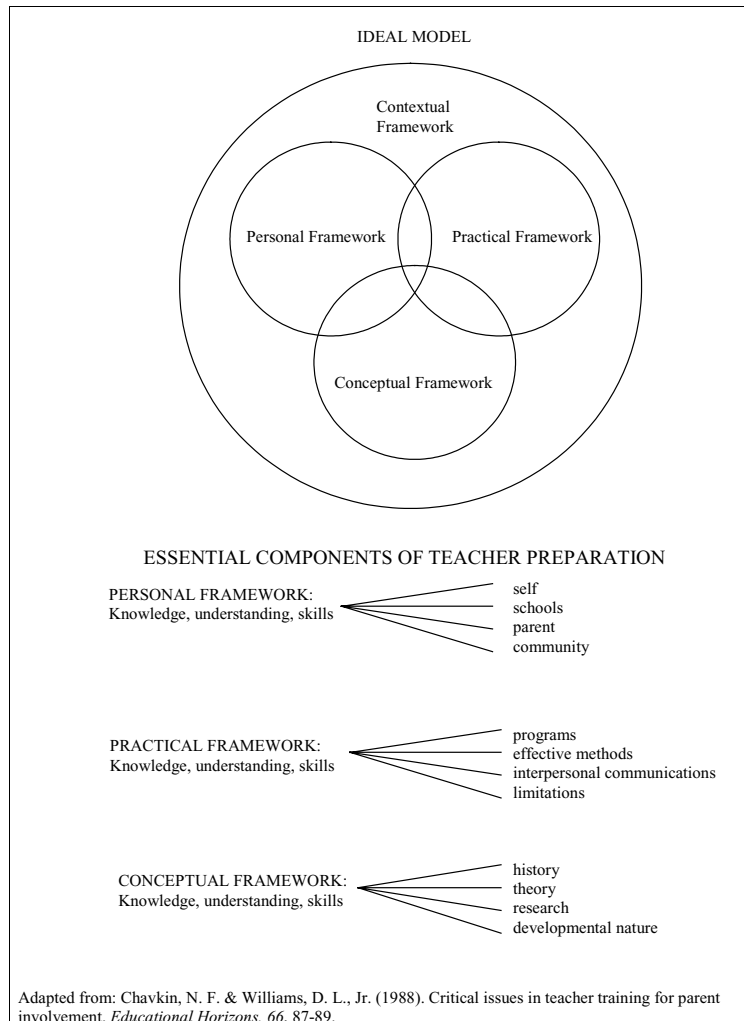 IDEAL MODEL
Contextual
Framework
Personal Framework
Practical Framework
Conceptual Framework
ESSENTIAL COMPONENTS OF TEACHER PREPARATION
PERSONAL FRAMEWORK:
Knowledge, understanding, skills
self
schools
parent
community
PRACTICAL FRAMEWORK:
Knowledge, understanding, skills
programs
effective methods
interpersonal communications
limitations
CONCEPTUAL FRAMEWORK:
Knowledge, understanding, skills
history
theory
research
developmental nature
Adapted from: Chavkin, N. F. & Williams, D. L., Jr. (1988). Critical issues in teacher training for parent
involvement. Educational Horizons, 66, 87-89.